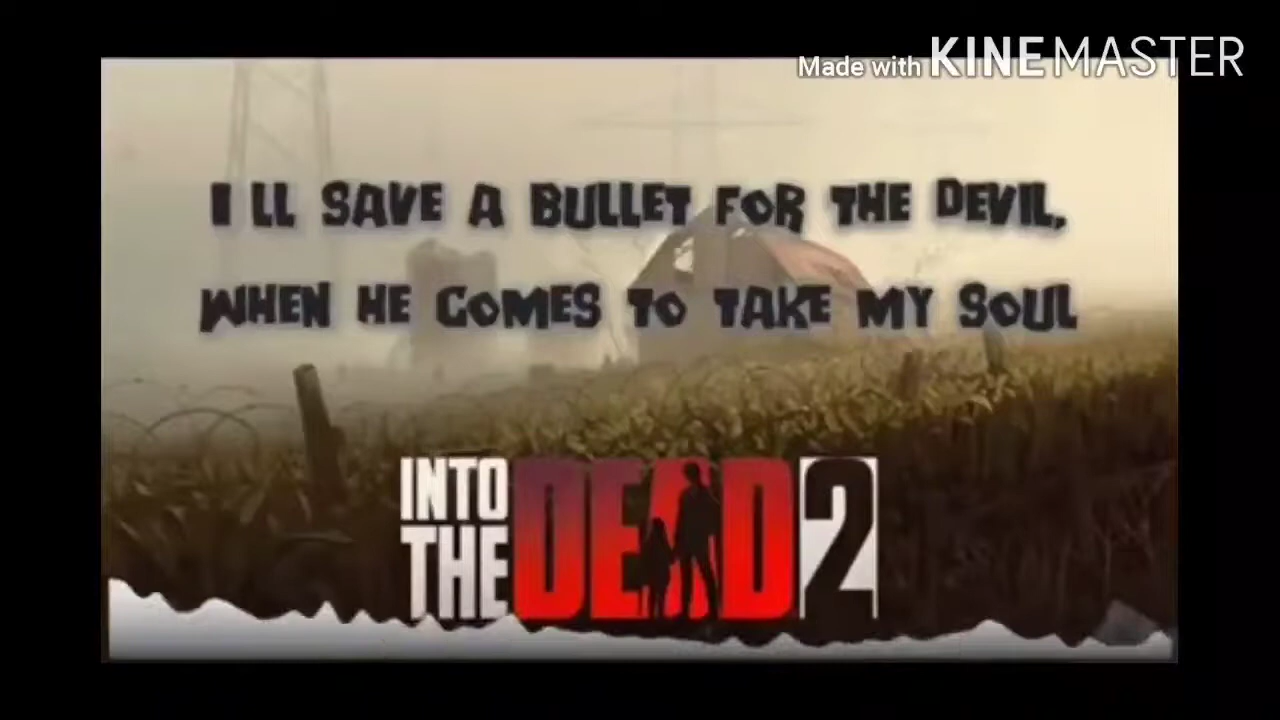 Made with KINEMASTER
I LL SAVE A BULLET FOR THE DEVIL,
WHEN HE COMES TO TAKE MY SOUL
INTO
THE DEAD 2